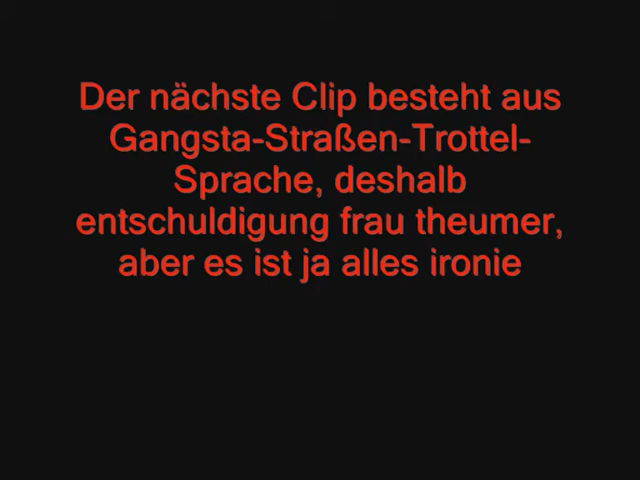 Der nächste Clip besteht aus
Gangsta-Straßen-Trottel-
Sprache, deshalb
entschuldigung frau theumer,
aber es ist ja alles ironie